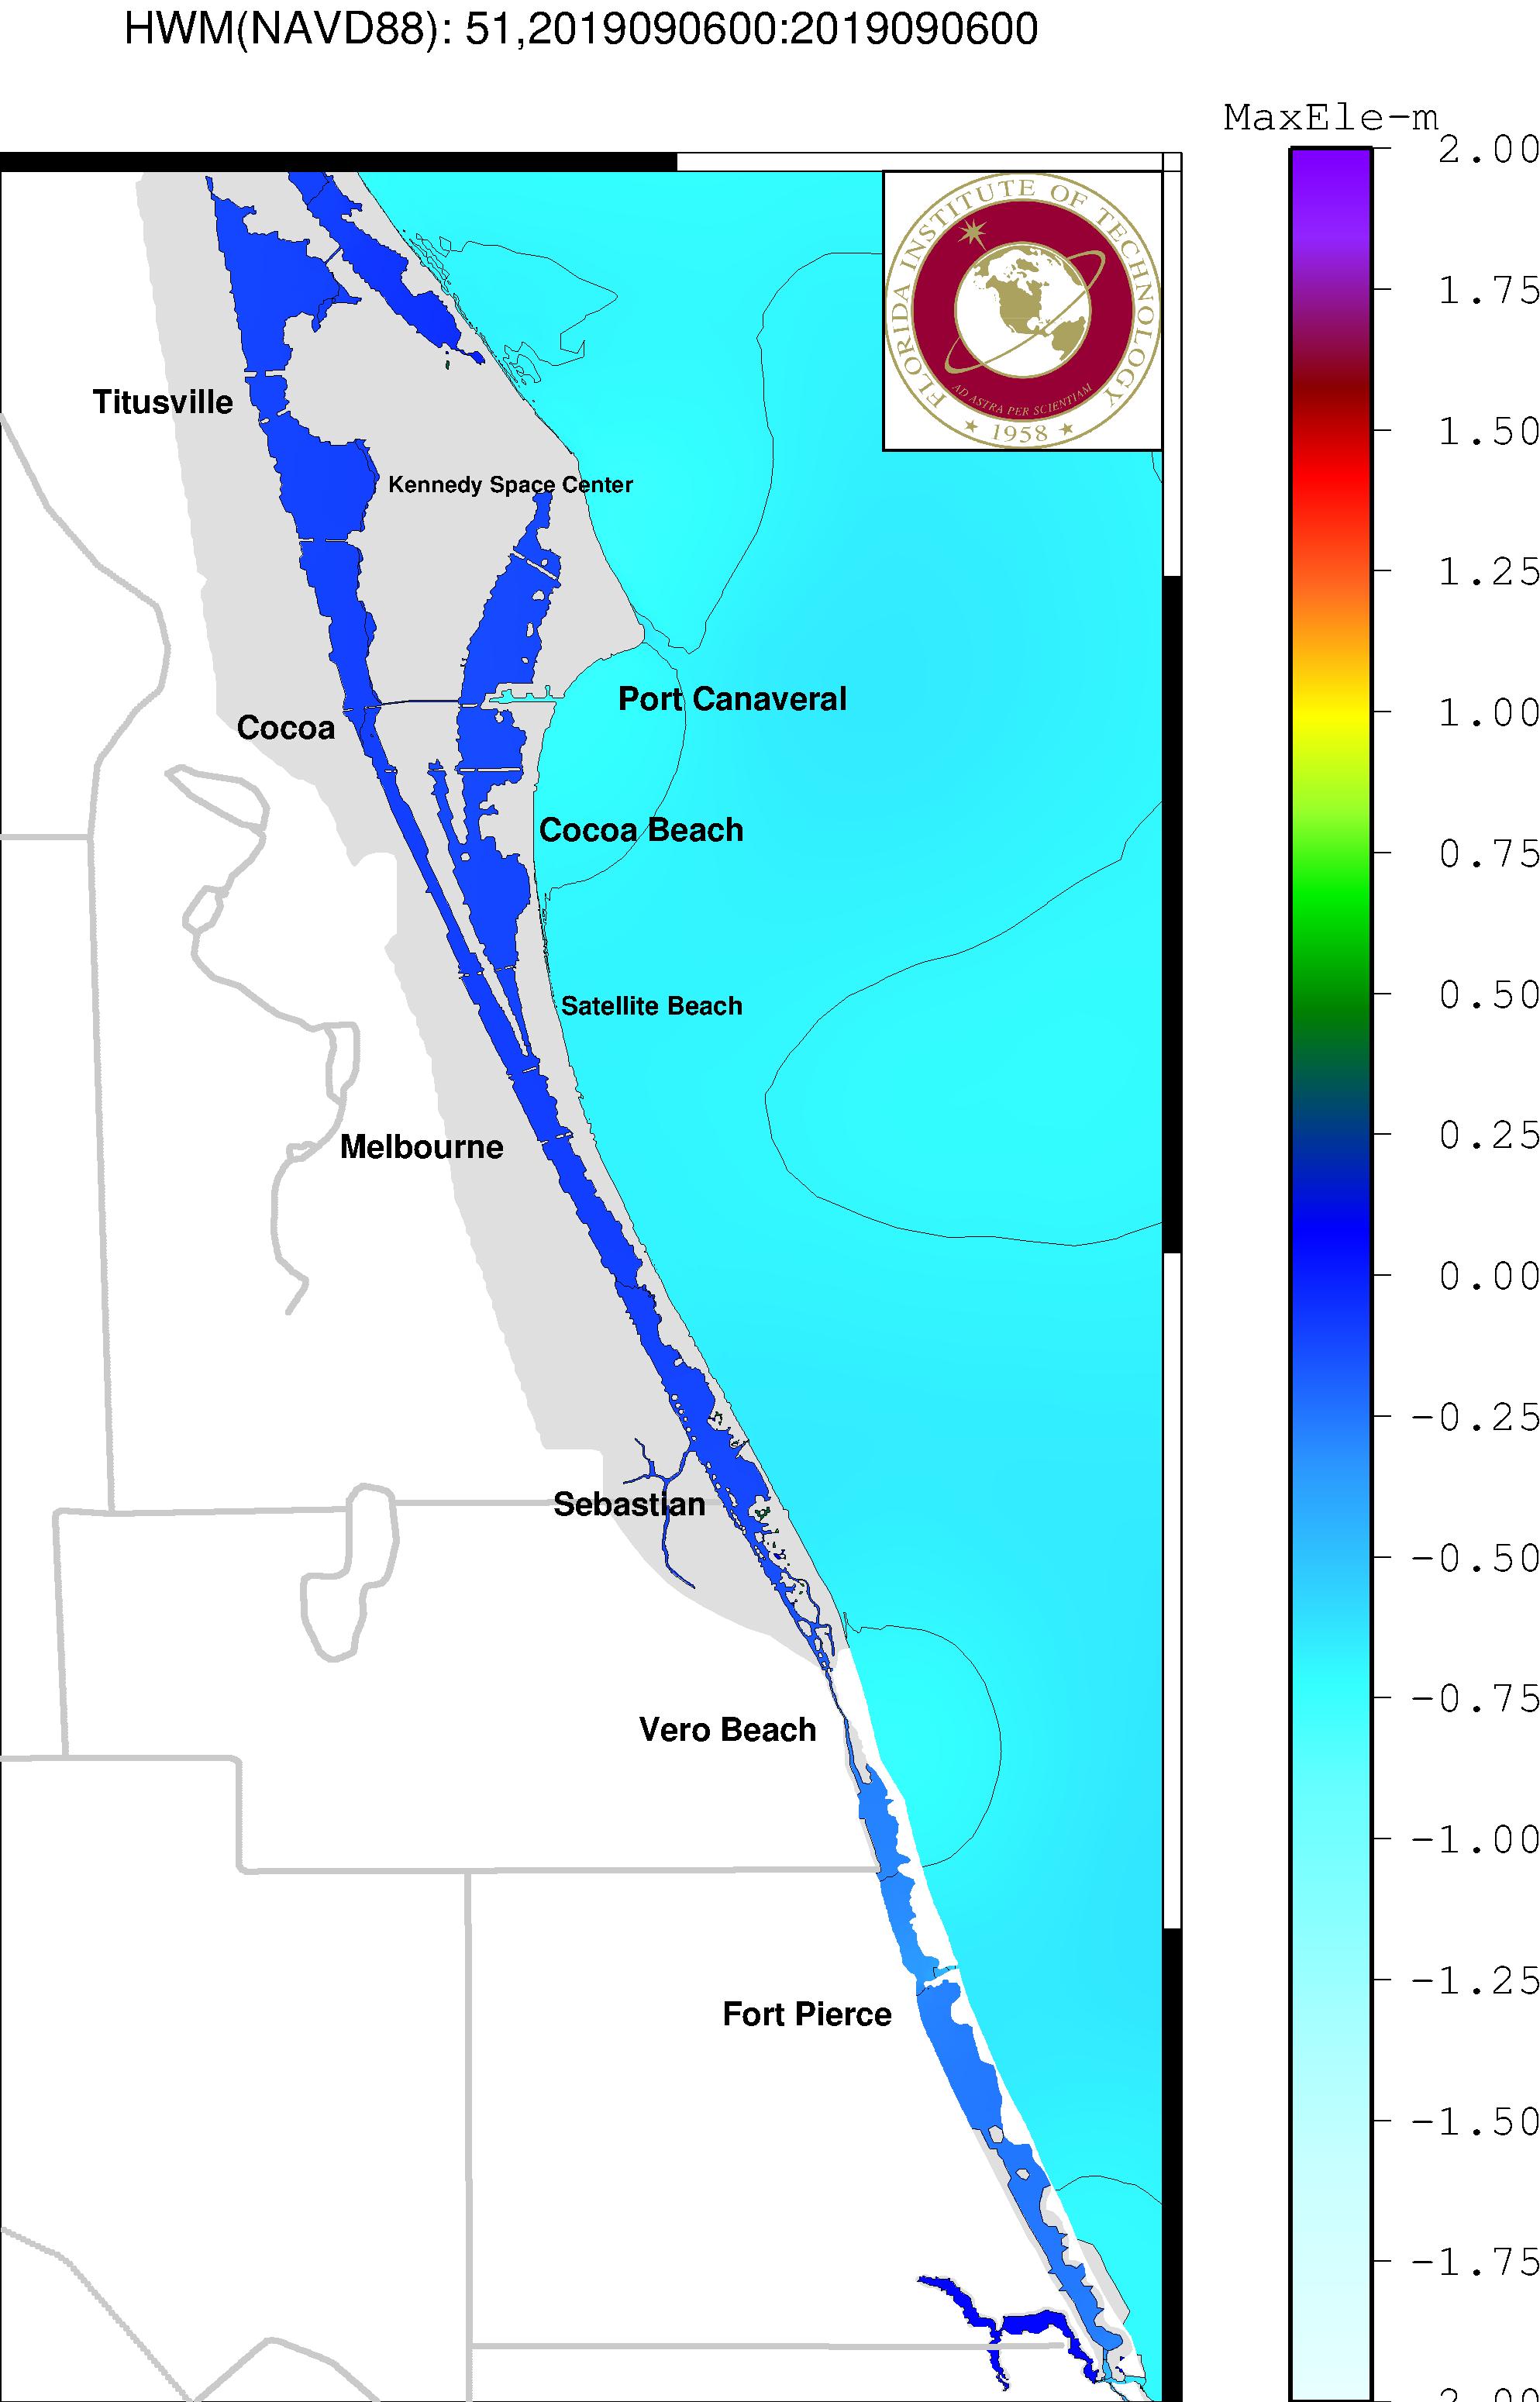 HWM(NAVD88): 51,2019090600:2019090600
MaxEle-m
2.00
1.75
1.50
1.25
1.00
0.75
0.50
0.25
0.00
-0.25
-0.50
-0.75
-1.00
-1.25
-1.50
-1.75
FLORIDA INSTITUTE OF TECHNOLOGY
AD ASTRA PER SCIENTIAM
1958
Titusville
Kennedy Space Center
Port Canaveral
Cocoa
Cocoa Beach
Satellite Beach
Melbourne
Sebastian
Vero Beach
Fort Pierce